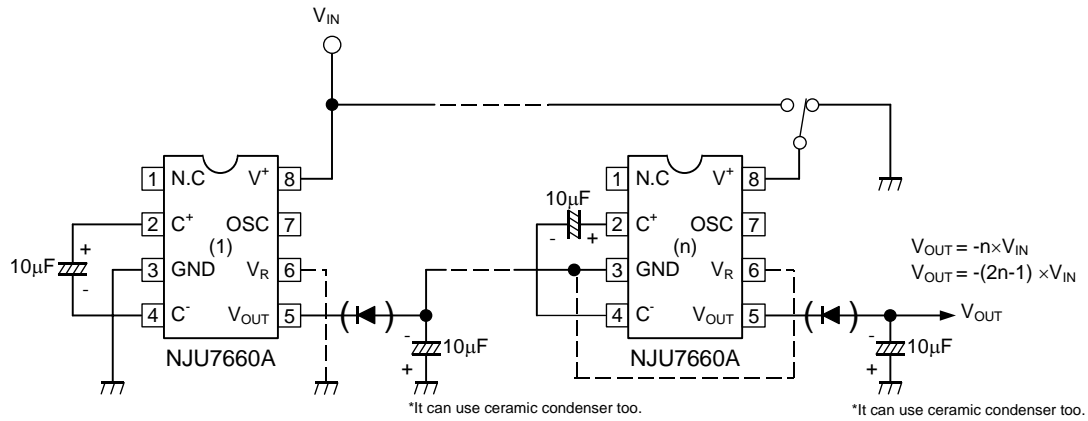 VIN
1 N.C V+ 8
2 C+ OSC 7
(1)
3 GND VR 6
4 C- VOUT 5
NJU7660A
10μF
+
-
( )
-
10μF
+
*It can use ceramic condenser too.
1 N.C V+ 8
2 C+ OSC 7
(n)
3 GND VR 6
4 C- VOUT 5
NJU7660A
10μF
- +
( )
-
10μF
+
VOUT = -n×VIN
VOUT = -(2n-1) ×VIN
VOUT
*It can use ceramic condenser too.